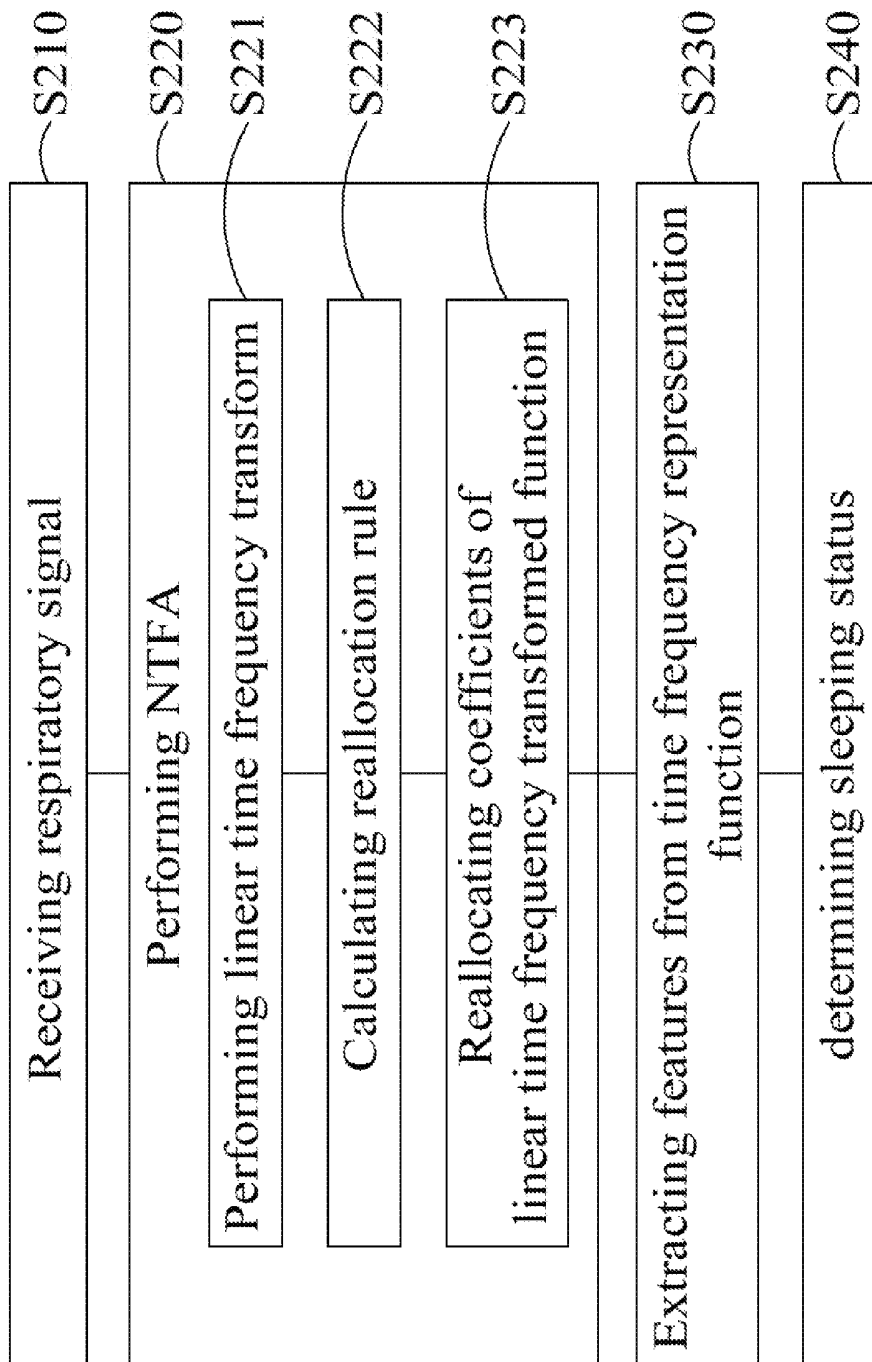 Receiving respiratory signal
S210
Performing NTFA
S220
Performing linear time frequency transform
S221
Calculating reallocation rule
S222
Reallocating coefficients of
linear time frequency transformed function
S223
Extracting features from time frequency representation
function
S230
determining sleeping status
S240